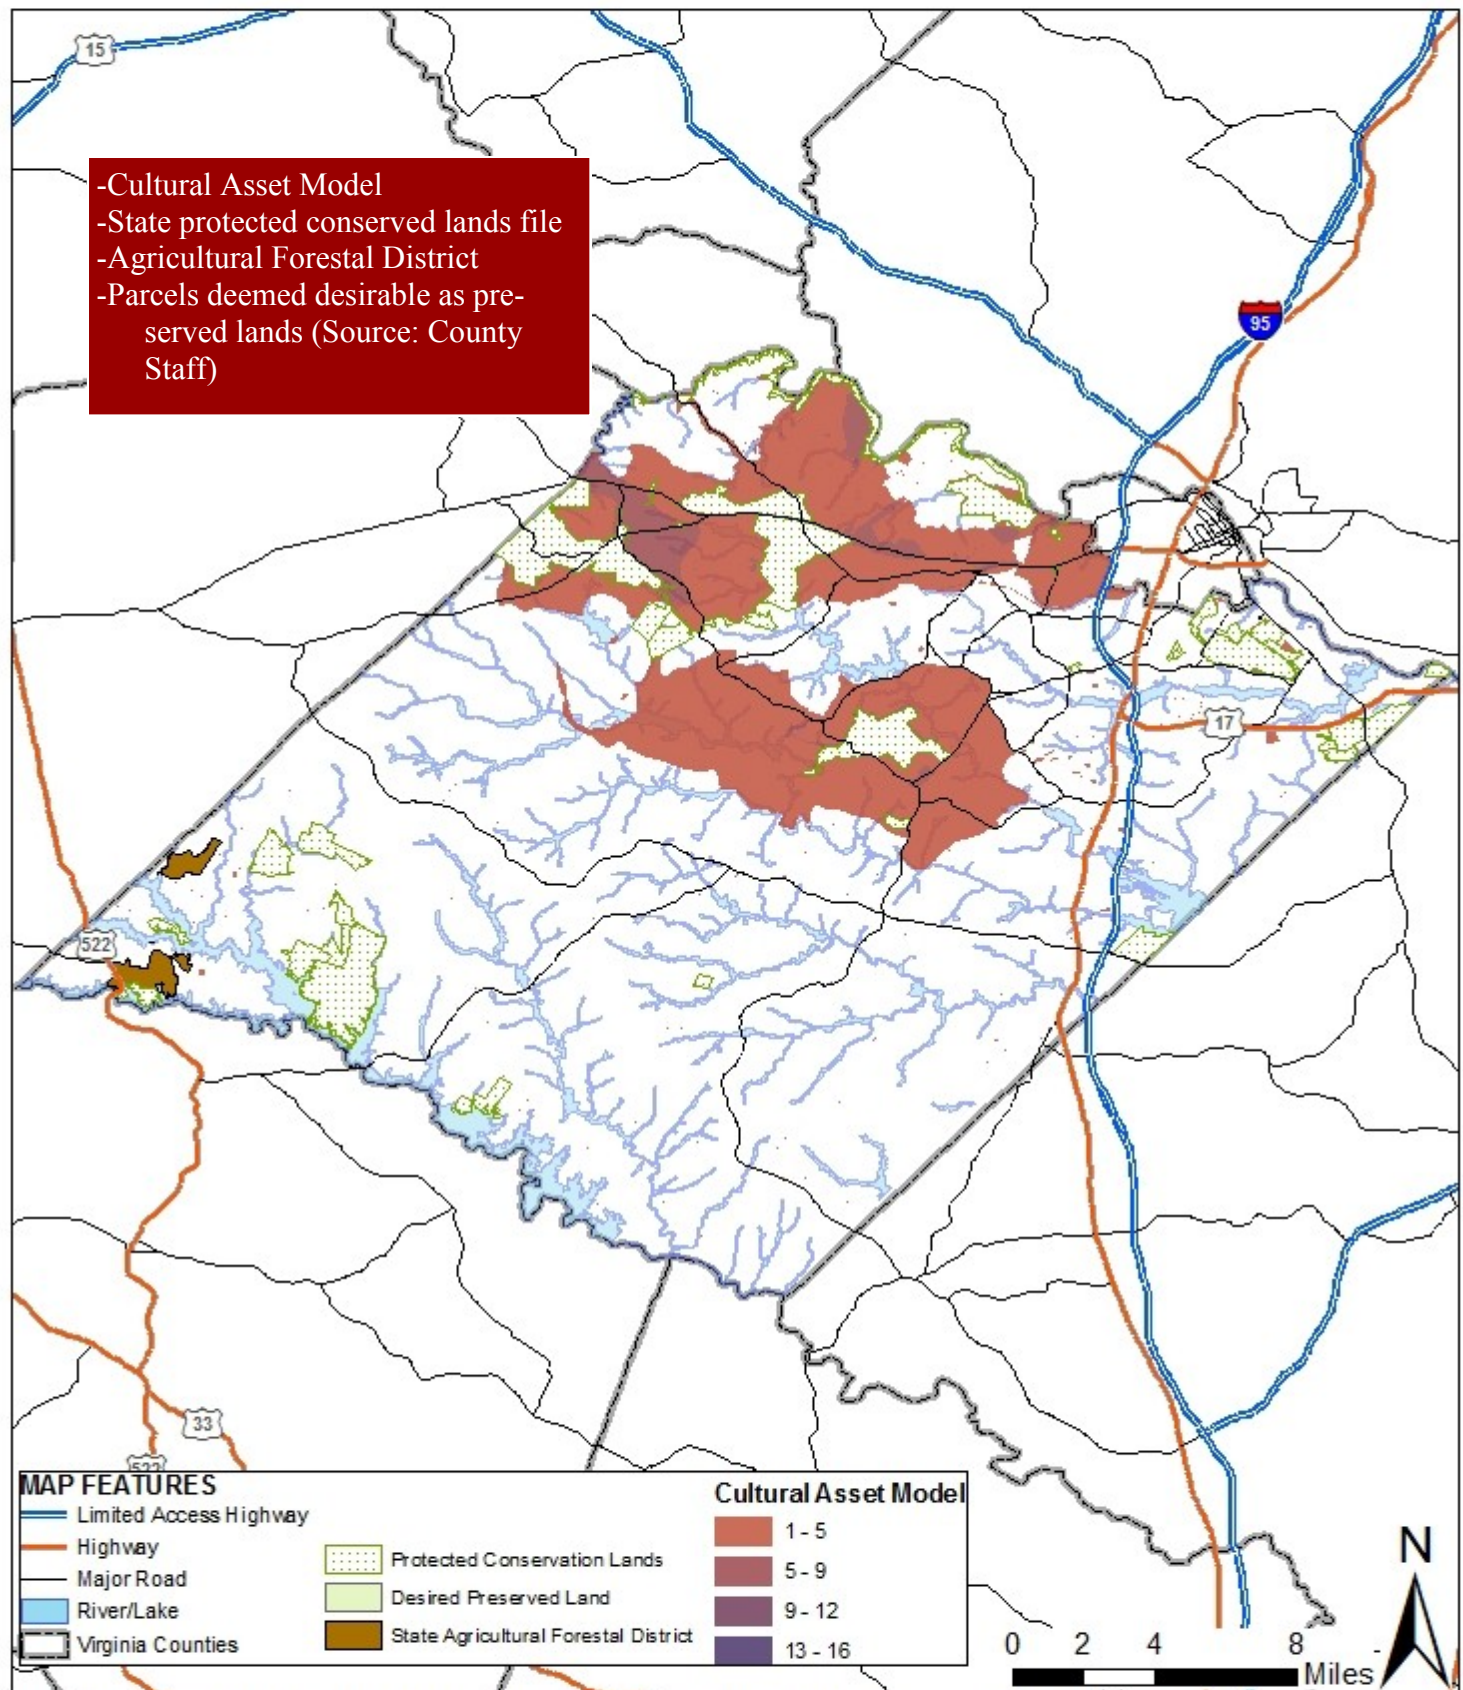 15
-Cultural Asset Model
-State protected conserved lands file
-Agricultural Forestal District
-Parcels deemed desirable as pre-
served lands (Source: County
Staff)
95
17
522
33
522
MAP FEATURES
Limited Access Highway
Highway
Major Road
River/Lake
Virginia Counties
Protected Conservation Lands
Desired Preserved Land
State Agricultural Forestal District
Cultural Asset Model
1 - 5
5 - 9
9 - 12
13 - 16
N
0 2 4 8
Miles